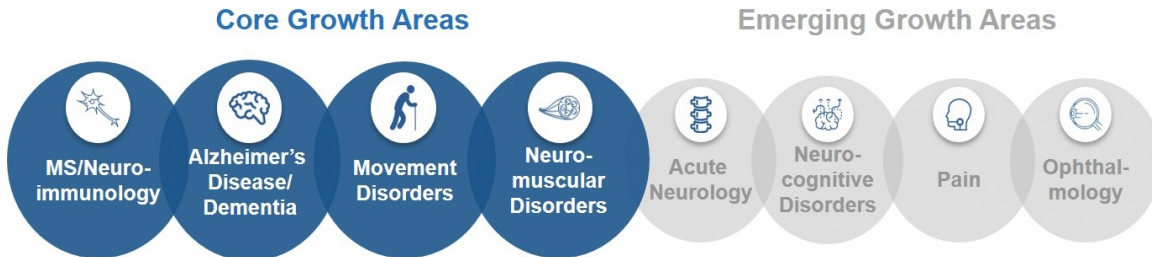 Core Growth Areas
Emerging Growth Areas
MS/Neuro-
immunology
Alzheimer's
Disease/
Dementia
Movement
Disorders
Neuro-
muscular
Disorders
Acute
Neurology
Neuro-
cognitive
Disorders
Pain
Ophthal-
mology